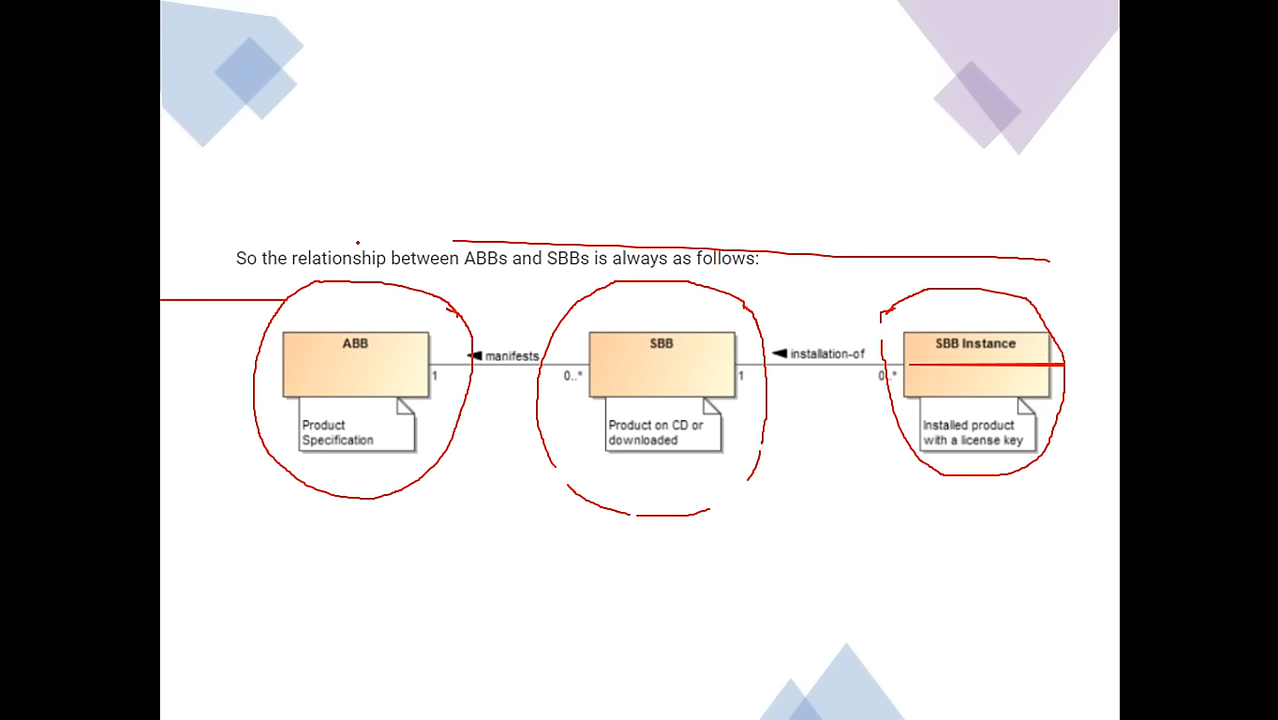 So the relationship between ABBs and SBBs is always as follows:
ABB
SBB
SBB Instance
manifests
installation-of
1
0..*
1
0..*
Product
Specification
Product on CD or
downloaded
Installed product
with a license key